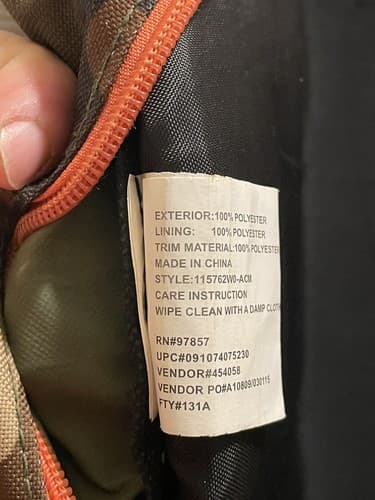 EXTERIOR:100% POLYESTER
LINING: 100% POLYESTER
TRIM MATERIAL:100% POLYESTER
MADE IN CHINA
STYLE:115762W0-ACM
CARE INSTRUCTION
WIPE CLEAN WITH A DAMP CLOTH
RN#97857
UPC#091074075230
VENDOR#454058
VENDOR PO#A10809/030115
FTY#131A